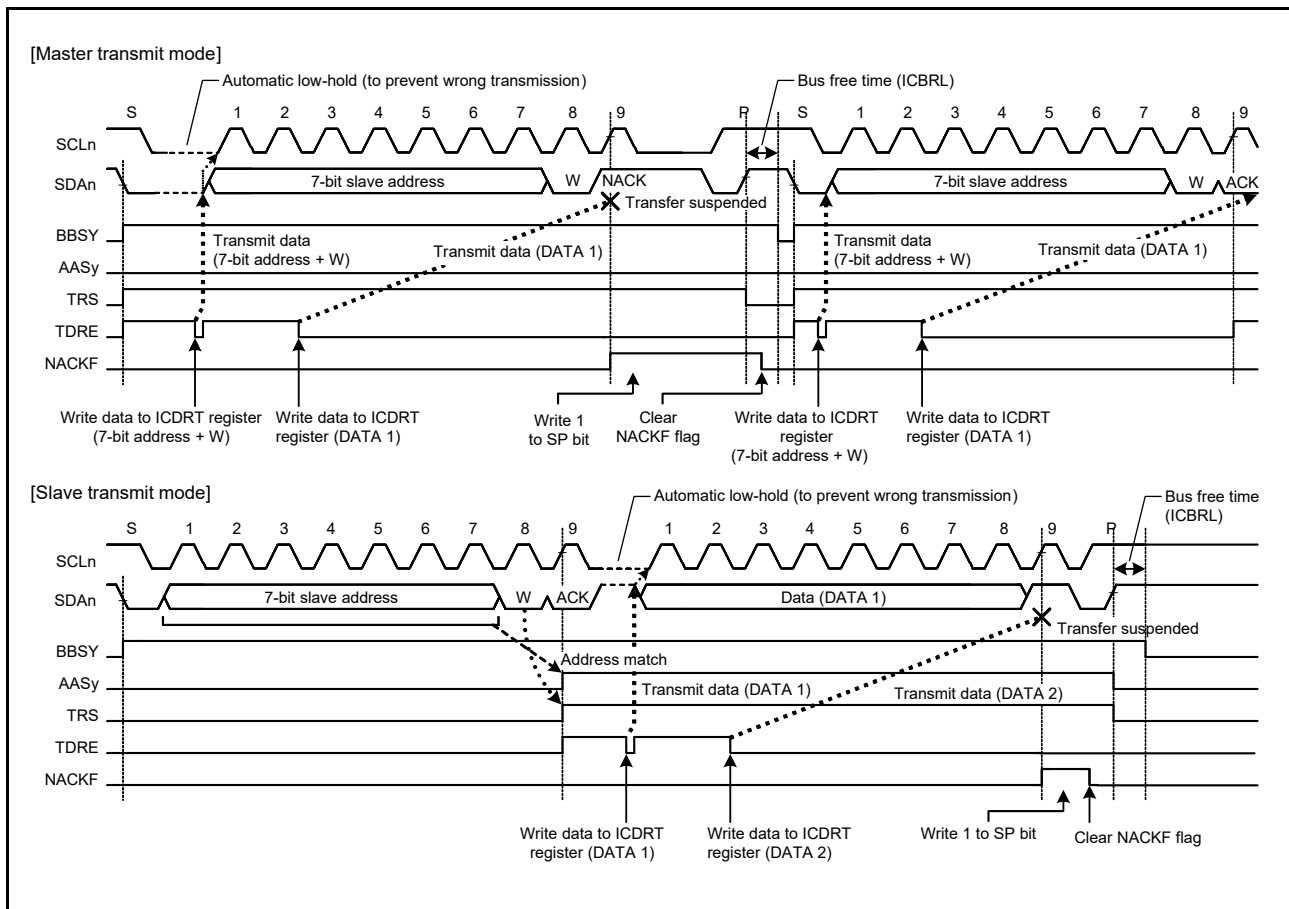 [Master transmit mode]
Automatic low-hold (to prevent wrong transmission)
Bus free time (ICBRL)
S 1 2 3 4 5 6 7 8 9 P S 1 2 3 4 5 6 7 8 9
SCLn
SDAn 7-bit slave address W NACK 7-bit slave address W ACK
Transfer suspended
BBSY
Transmit data
(7-bit address + W)
Transmit data (DATA 1)
Transmit data
(7-bit address + W)
Transmit data (DATA 1)
AASy
TRS
TDRE
NACKF
Write data to ICDRT register
(7-bit address + W)
Write data to ICDRT
register (DATA 1)
Write 1
to SP bit
Clear
NACKF flag
Write data to ICDRT
register
(7-bit address + W)
Write data to ICDRT
register (DATA 1)
[Slave transmit mode]
Automatic low-hold (to prevent wrong transmission)
Bus free time
(ICBRL)
S 1 2 3 4 5 6 7 8 9 1 2 3 4 5 6 7 8 9 P
SCLn
SDAn 7-bit slave address W ACK Data (DATA 1)
Transfer suspended
BBSY
Address match
AASy
Transmit data (DATA 1)
Transmit data (DATA 2)
TRS
TDRE
NACKF
Write data to ICDRT
register (DATA 1)
Write data to ICDRT
register (DATA 2)
Write 1 to SP bit
Clear NACKF flag